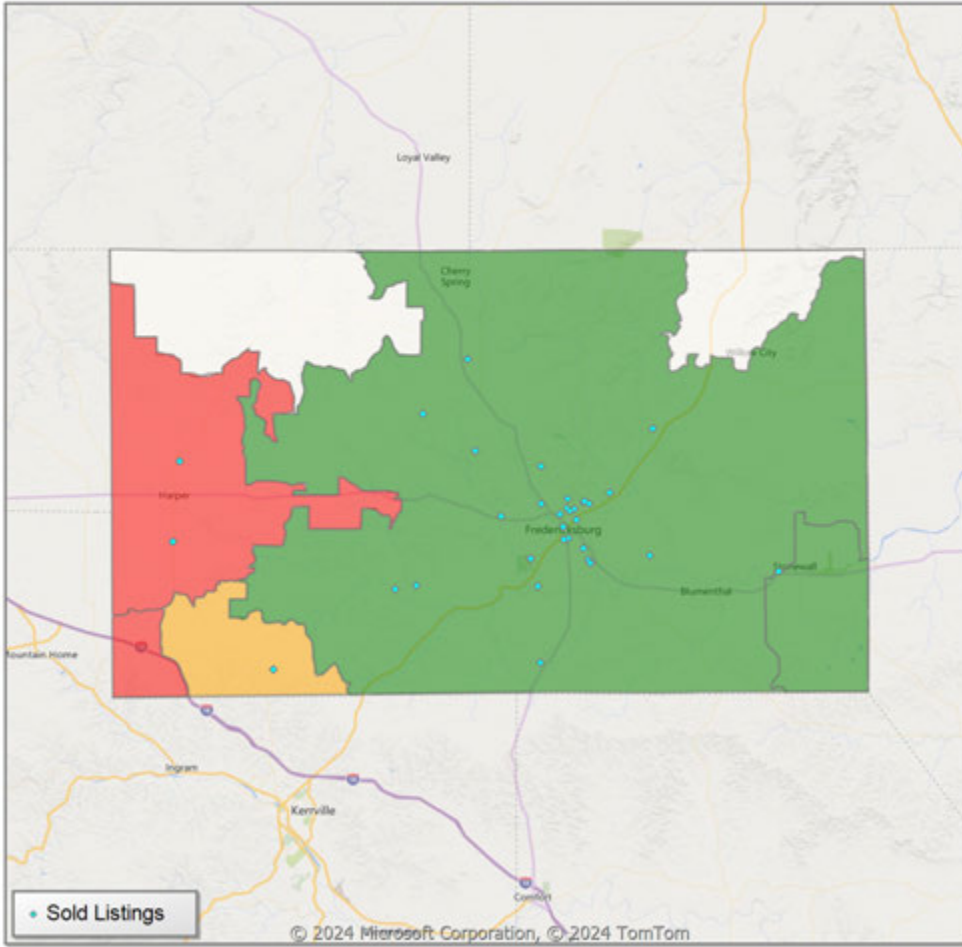 Loyal Valley
Cherry
Spring
Willow City
Harper
Fredericksburg
Stonewall
Blumenthal
Mountain Home
Ingram
Kerrville
Comfort
Sold Listings
© 2024 Microsoft Corporation, © 2024 TomTom